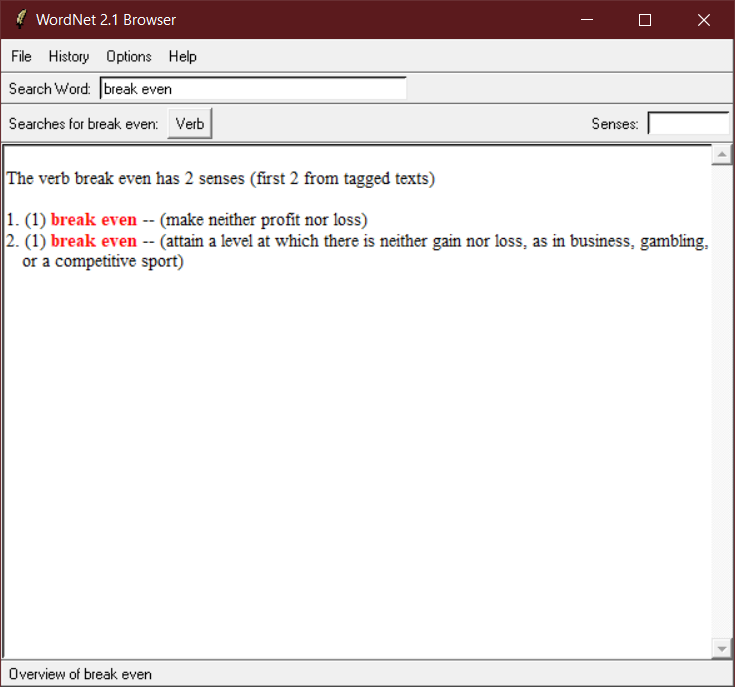 WordNet 2.1 Browser
File History Options Help
Search Word: break even
Searches for break even: Verb Senses:
The verb break even has 2 senses (first 2 from tagged texts)
1. (1) break even -- (make neither profit nor loss)
2. (1) break even -- (attain a level at which there is neither gain nor loss, as in business, gambling,
or a competitive sport)
Overview of break even